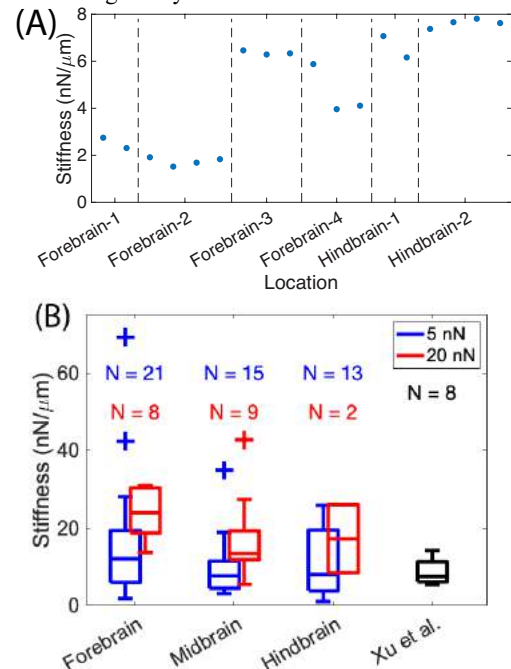 (A)
Stiffness (nN/μm)
8
6
4
2
0
Forebrain-1
Forebrain-2
Forebrain-3
Forebrain-4
Hindbrain-1
Hindbrain-2
Location
(B)
Stiffness (nN/μm)
60
40
20
0
5 nN
20 nN
N = 21
N = 15
N = 13
N = 8
N = 8
N = 9
N = 2
Forebrain
Midbrain
Hindbrain
Xu et al.